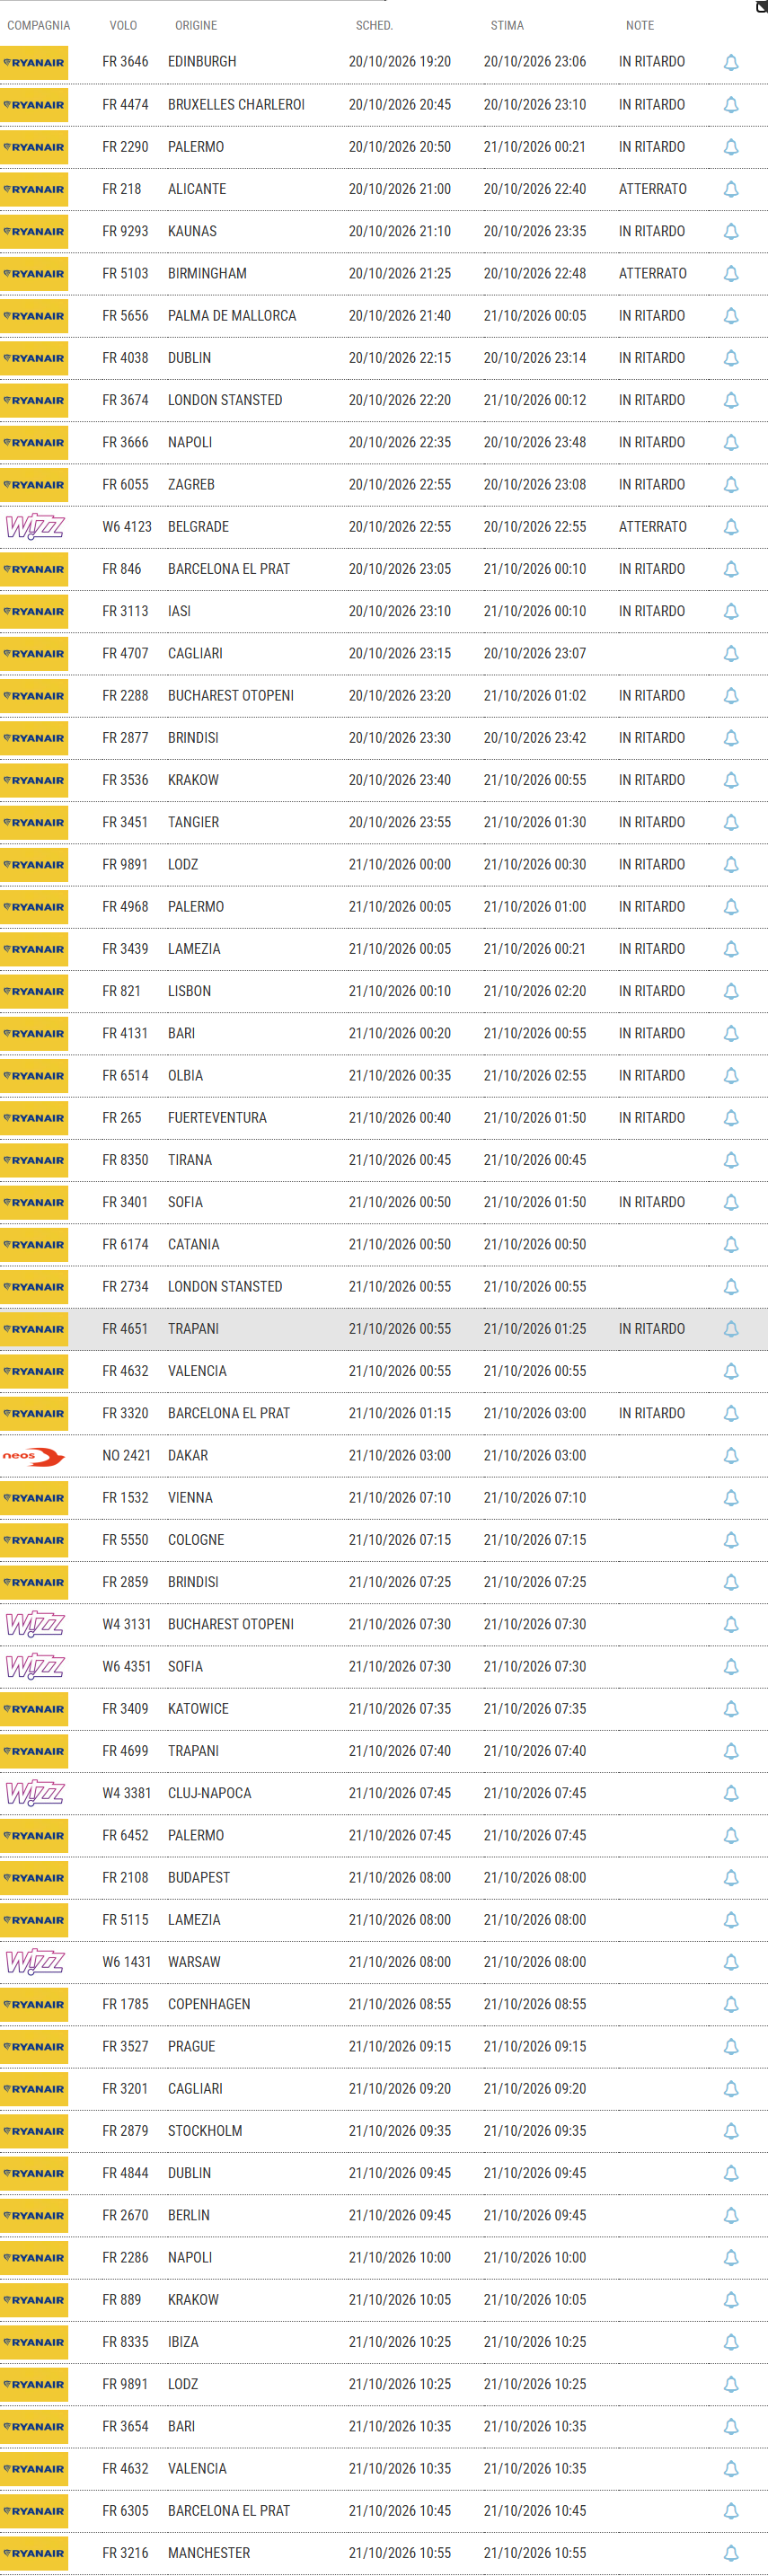 COMPAGNIA VOLO ORIGINE SCHED. STIMA NOTE
RYANAIR FR 3646 EDINBURGH 20/10/2026 19:20 20/10/2026 23:06 IN RITARDO
RYANAIR FR 4474 BRUXELLES CHARLEROI 20/10/2026 20:45 20/10/2026 23:10 IN RITARDO
RYANAIR FR 2290 PALERMO 20/10/2026 20:50 21/10/2026 00:21 IN RITARDO
RYANAIR FR 218 ALICANTE 20/10/2026 21:00 20/10/2026 22:40 ATTERRATO
RYANAIR FR 9293 KAUNAS 20/10/2026 21:10 20/10/2026 23:35 IN RITARDO
RYANAIR FR 5103 BIRMINGHAM 20/10/2026 21:25 20/10/2026 22:48 ATTERRATO
RYANAIR FR 5656 PALMA DE MALLORCA 20/10/2026 21:40 21/10/2026 00:05 IN RITARDO
RYANAIR FR 4038 DUBLIN 20/10/2026 22:15 20/10/2026 23:14 IN RITARDO
RYANAIR FR 3674 LONDON STANSTED 20/10/2026 22:20 21/10/2026 00:12 IN RITARDO
RYANAIR FR 3666 NAPOLI 20/10/2026 22:35 20/10/2026 23:48 IN RITARDO
RYANAIR FR 6055 ZAGREB 20/10/2026 22:55 20/10/2026 23:08 IN RITARDO
WIZZ W6 4123 BELGRADE 20/10/2026 22:55 20/10/2026 22:55 ATTERRATO
RYANAIR FR 846 BARCELONA EL PRAT 20/10/2026 23:05 21/10/2026 00:10 IN RITARDO
RYANAIR FR 3113 IASI 20/10/2026 23:10 21/10/2026 00:10 IN RITARDO
RYANAIR FR 4707 CAGLIARI 20/10/2026 23:15 20/10/2026 23:07
RYANAIR FR 2288 BUCHAREST OTOPENI 20/10/2026 23:20 21/10/2026 01:02 IN RITARDO
RYANAIR FR 2877 BRINDISI 20/10/2026 23:30 20/10/2026 23:42 IN RITARDO
RYANAIR FR 3536 KRAKOW 20/10/2026 23:40 21/10/2026 00:55 IN RITARDO
RYANAIR FR 3451 TANGIER 20/10/2026 23:55 21/10/2026 01:30 IN RITARDO
RYANAIR FR 9891 LODZ 21/10/2026 00:00 21/10/2026 00:30 IN RITARDO
RYANAIR FR 4968 PALERMO 21/10/2026 00:05 21/10/2026 01:00 IN RITARDO
RYANAIR FR 3439 LAMEZIA 21/10/2026 00:05 21/10/2026 00:21 IN RITARDO
RYANAIR FR 821 LISBON 21/10/2026 00:10 21/10/2026 02:20 IN RITARDO
RYANAIR FR 4131 BARI 21/10/2026 00:20 21/10/2026 00:55 IN RITARDO
RYANAIR FR 6514 OLBIA 21/10/2026 00:35 21/10/2026 02:55 IN RITARDO
RYANAIR FR 265 FUERTEVENTURA 21/10/2026 00:40 21/10/2026 01:50 IN RITARDO
RYANAIR FR 8350 TIRANA 21/10/2026 00:45 21/10/2026 00:45
RYANAIR FR 3401 SOFIA 21/10/2026 00:50 21/10/2026 01:50 IN RITARDO
RYANAIR FR 6174 CATANIA 21/10/2026 00:50 21/10/2026 00:50
RYANAIR FR 2734 LONDON STANSTED 21/10/2026 00:55 21/10/2026 00:55
RYANAIR FR 4651 TRAPANI 21/10/2026 00:55 21/10/2026 01:25 IN RITARDO
RYANAIR FR 4632 VALENCIA 21/10/2026 00:55 21/10/2026 00:55
RYANAIR FR 3320 BARCELONA EL PRAT 21/10/2026 01:15 21/10/2026 03:00 IN RITARDO
neos NO 2421 DAKAR 21/10/2026 03:00 21/10/2026 03:00
RYANAIR FR 1532 VIENNA 21/10/2026 07:10 21/10/2026 07:10
RYANAIR FR 5550 COLOGNE 21/10/2026 07:15 21/10/2026 07:15
RYANAIR FR 2859 BRINDISI 21/10/2026 07:25 21/10/2026 07:25
WIZZ W4 3131 BUCHAREST OTOPENI 21/10/2026 07:30 21/10/2026 07:30
WIZZ W6 4351 SOFIA 21/10/2026 07:30 21/10/2026 07:30
RYANAIR FR 3409 KATOWICE 21/10/2026 07:35 21/10/2026 07:35
RYANAIR FR 4699 TRAPANI 21/10/2026 07:40 21/10/2026 07:40
WIZZ W4 3381 CLUJ-NAPOCA 21/10/2026 07:45 21/10/2026 07:45
RYANAIR FR 6452 PALERMO 21/10/2026 07:45 21/10/2026 07:45
RYANAIR FR 2108 BUDAPEST 21/10/2026 08:00 21/10/2026 08:00
RYANAIR FR 5115 LAMEZIA 21/10/2026 08:00 21/10/2026 08:00
WIZZ W6 1431 WARSAW 21/10/2026 08:00 21/10/2026 08:00
RYANAIR FR 1785 COPENHAGEN 21/10/2026 08:55 21/10/2026 08:55
RYANAIR FR 3527 PRAGUE 21/10/2026 09:15 21/10/2026 09:15
RYANAIR FR 3201 CAGLIARI 21/10/2026 09:20 21/10/2026 09:20
RYANAIR FR 2879 STOCKHOLM 21/10/2026 09:35 21/10/2026 09:35
RYANAIR FR 4844 DUBLIN 21/10/2026 09:45 21/10/2026 09:45
RYANAIR FR 2670 BERLIN 21/10/2026 09:45 21/10/2026 09:45
RYANAIR FR 2286 NAPOLI 21/10/2026 10:00 21/10/2026 10:00
RYANAIR FR 889 KRAKOW 21/10/2026 10:05 21/10/2026 10:05
RYANAIR FR 8335 IBIZA 21/10/2026 10:25 21/10/2026 10:25
RYANAIR FR 9891 LODZ 21/10/2026 10:25 21/10/2026 10:25
RYANAIR FR 3654 BARI 21/10/2026 10:35 21/10/2026 10:35
RYANAIR FR 4632 VALENCIA 21/10/2026 10:35 21/10/2026 10:35
RYANAIR FR 6305 BARCELONA EL PRAT 21/10/2026 10:45 21/10/2026 10:45
RYANAIR FR 3216 MANCHESTER 21/10/2026 10:55 21/10/2026 10:55